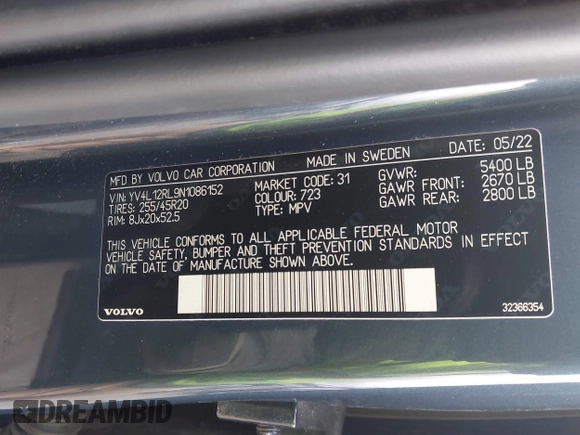 MFD BY VOLVO CAR CORPORATION MADE IN SWEDEN DATE: 05/22
VIN: YV4L12RL9N1086152 MARKET CODE: 31 GVWR: 5400 LB
TIRES: 255/45R20 COLOUR: 723 GAWR FRONT: 2670 LB
RIM: 8Jx20x52.5 TYPE: MPV GAWR REAR: 2800 LB
THIS VEHICLE CONFORMS TO ALL APPLICABLE FEDERAL MOTOR
VEHICLE SAFETY, BUMPER AND THEFT PREVENTION STANDARDS IN EFFECT
ON THE DATE OF MANUFACTURE SHOWN ABOVE.
VOLVO 32366354
DREAMBID